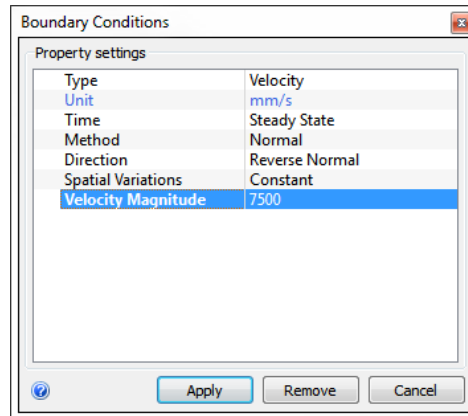 Boundary Conditions
Property settings
Type Velocity
Unit mm/s
Time Steady State
Method Normal
Direction Reverse Normal
Spatial Variations Constant
Velocity Magnitude 7500
Apply Remove Cancel